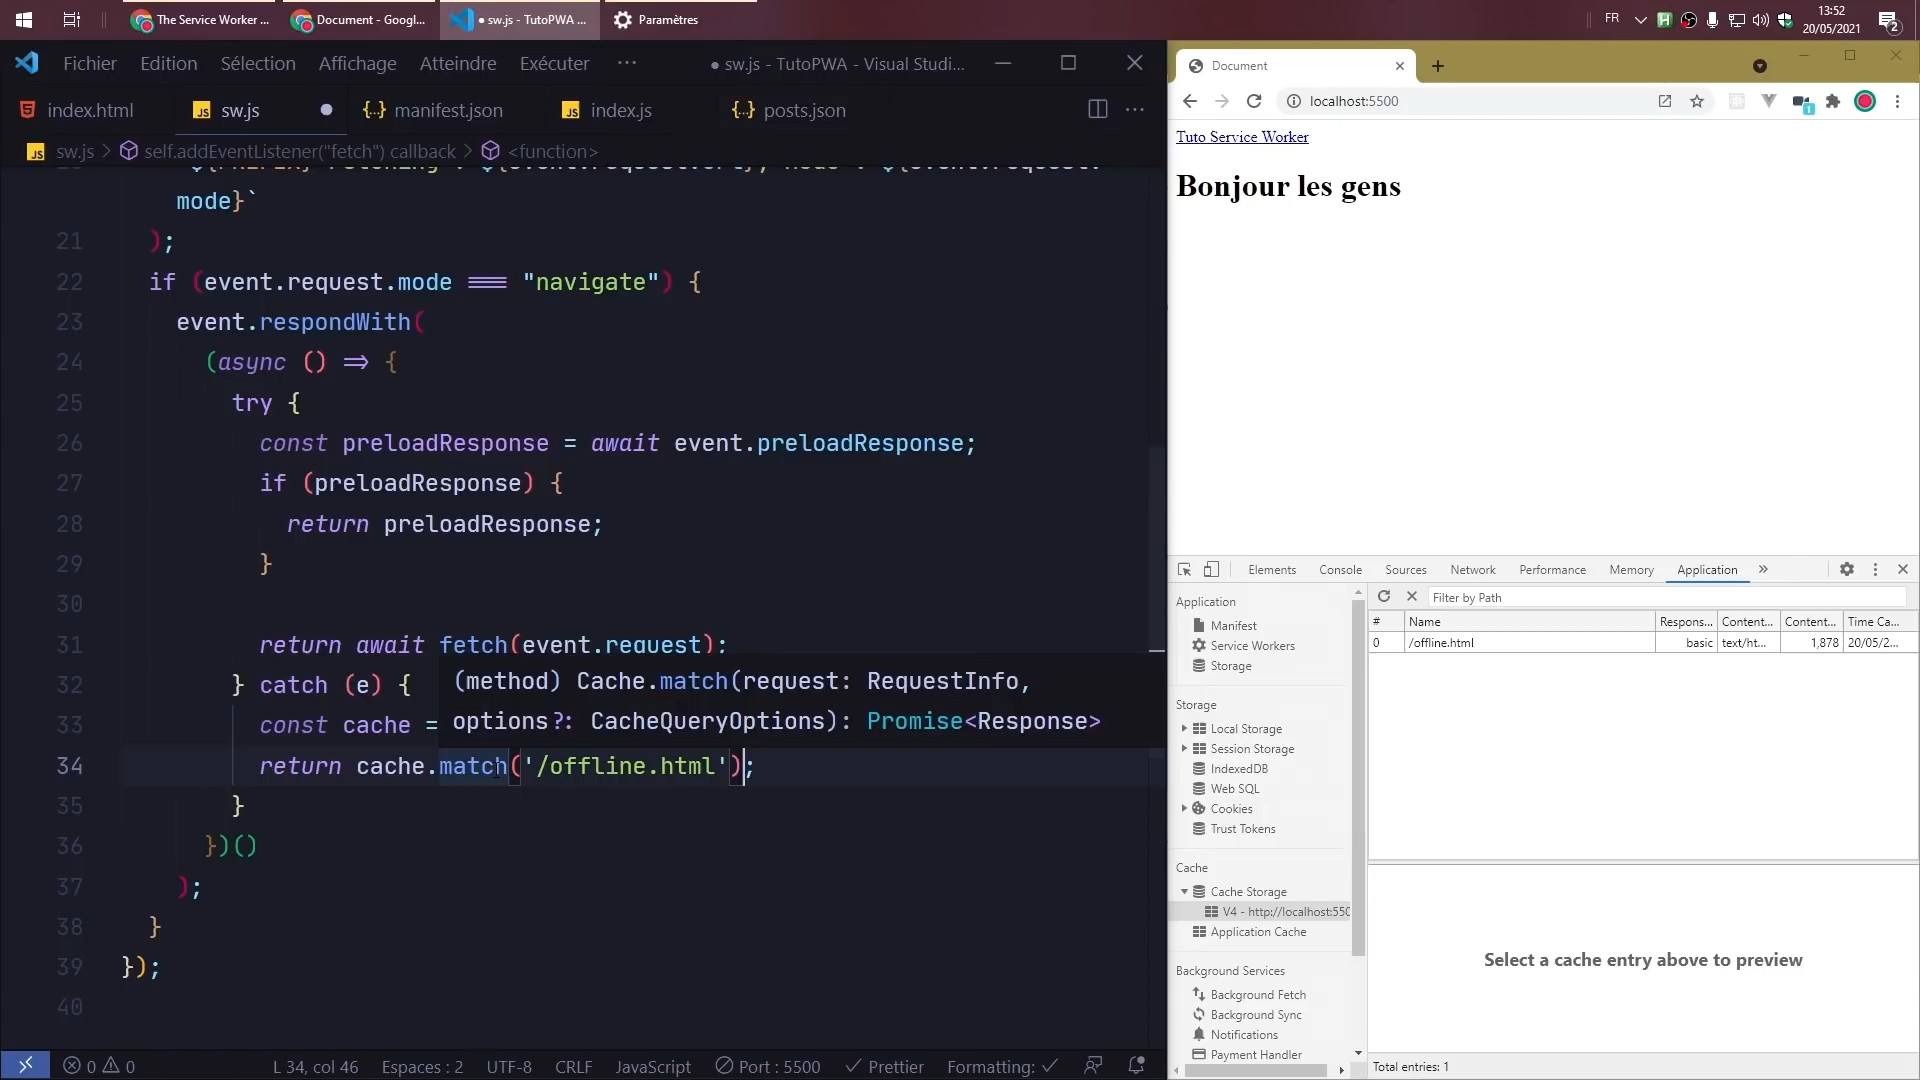 The Service Worker ...
Document - Googl...
● sw.js - TutoPWA ...
Paramètres
FR
13:52
20/05/2021
2
Fichier Edition Sélection Affichage Atteindre Exécuter ···
● sw.js - TutoPWA - Visual Studi...
index.html
JS sw.js
{} manifest.json
JS index.js
{} posts.json
JS sw.js > self.addEventListener("fetch") callback > <function>
mode}`
21 );
22 if (event.request.mode === "navigate") {
23 event.respondWith(
24 (async () => {
25 try {
26 const preloadResponse = await event.preloadResponse;
27 if (preloadResponse) {
28 return preloadResponse;
29 }
30
31 return await fetch(event.request);
32 } catch (e) {
(method) Cache.match(request: RequestInfo,
options?: CacheQueryOptions): Promise<Response>
33 const cache =
34 return cache.match('/offline.html');
35 }
36 })()
37 );
38 }
39 });
40
0 0
L 34, col 46 Espaces : 2 UTF-8 CRLF JavaScript Port : 5500 Prettier Formatting:
Document
localhost:5500
1
Tuto Service Worker
Bonjour les gens
Elements Console Sources Network Performance Memory Application »
Application
Manifest
Service Workers
Storage
Storage
Local Storage
Session Storage
IndexedDB
Web SQL
Cookies
Trust Tokens
Cache
Cache Storage
V4 - http://localhost:550
Application Cache
Background Services
Background Fetch
Background Sync
Notifications
Payment Handler
Filter by Path
# Name Respons... Content... Content... Time Ca...
0 /offline.html basic text/ht... 1,878 20/05/2...
Select a cache entry above to preview
Total entries: 1